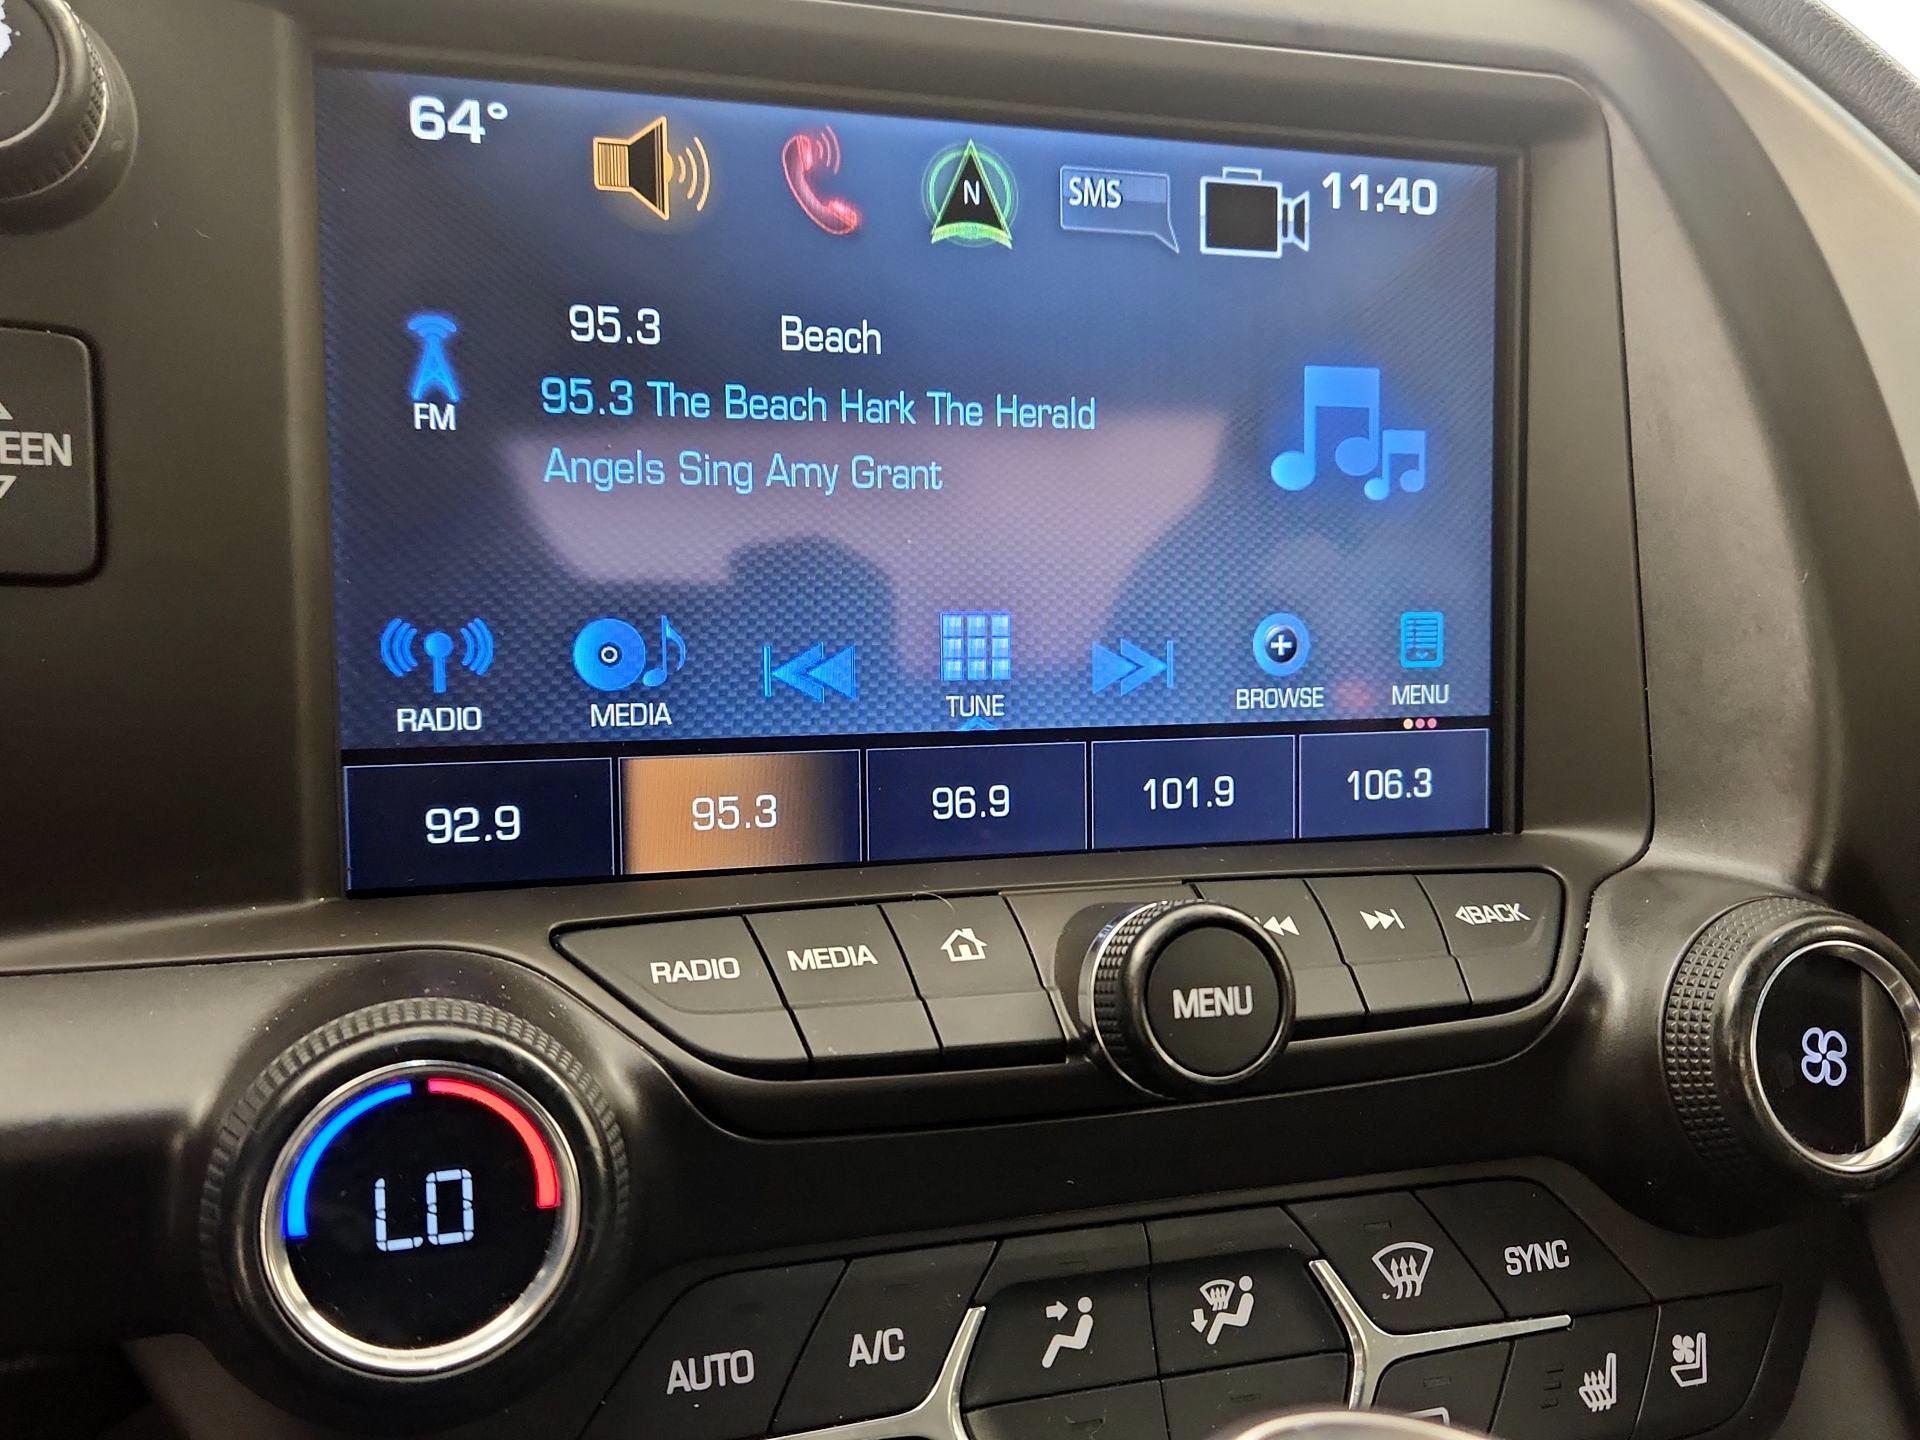 64°
N
SMS
11:40
95.3 Beach
FM
95.3 The Beach Hark The Herald
Angels Sing Amy Grant
EEN
RADIO
MEDIA
TUNE
BROWSE
MENU
92.9
95.3
96.9
101.9
106.3
RADIO
MEDIA
MENU
BACK
LO
AUTO
A/C
SYNC